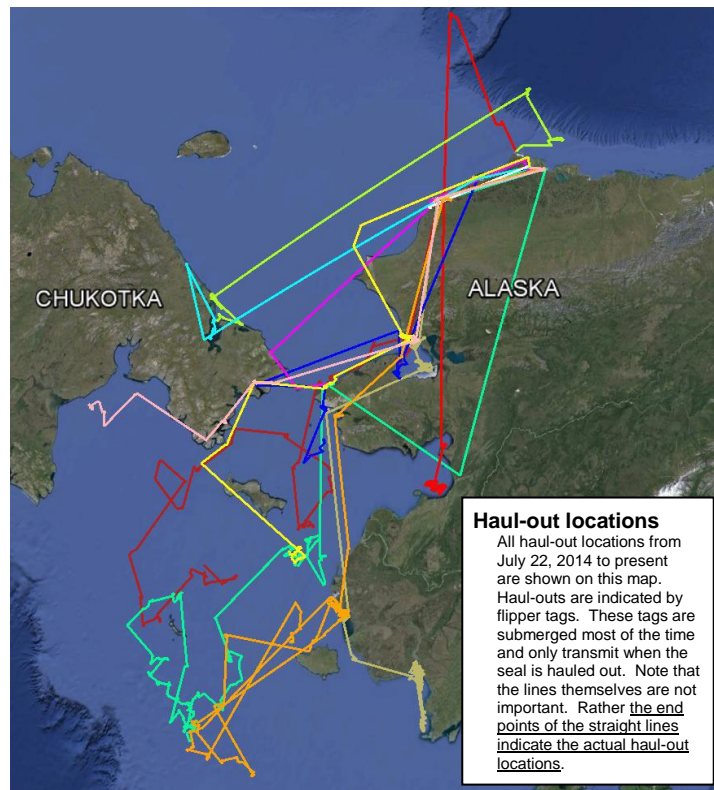 CHUKOTKA
ALASKA
Haul-out locations
All haul-out locations from
July 22, 2014 to present
are shown on this map.
Haul-outs are indicated by
flipper tags.  These tags are
submerged most of the time
and only transmit when the
seal is hauled out.  Note that
the lines themselves are not
important.  Rather the end
points of the straight lines
indicate the actual haul-out
locations.